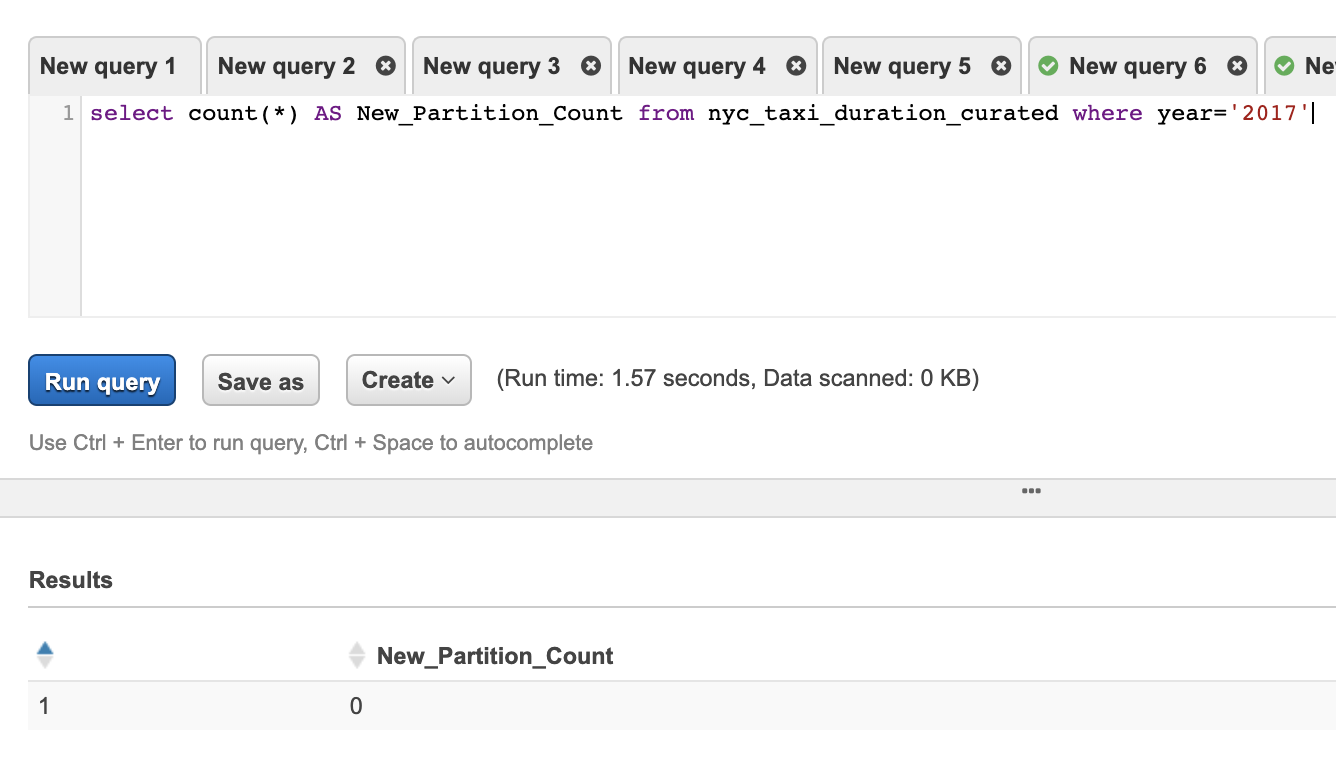 New query 1 New query 2 New query 3 New query 4 New query 5 New query 6 Ne
1 select count(*) AS New_Partition_Count from nyc_taxi_duration_curated where year='2017'
Run query Save as Create (Run time: 1.57 seconds, Data scanned: 0 KB)
Use Ctrl + Enter to run query, Ctrl + Space to autocomplete
Results
New_Partition_Count
1 0